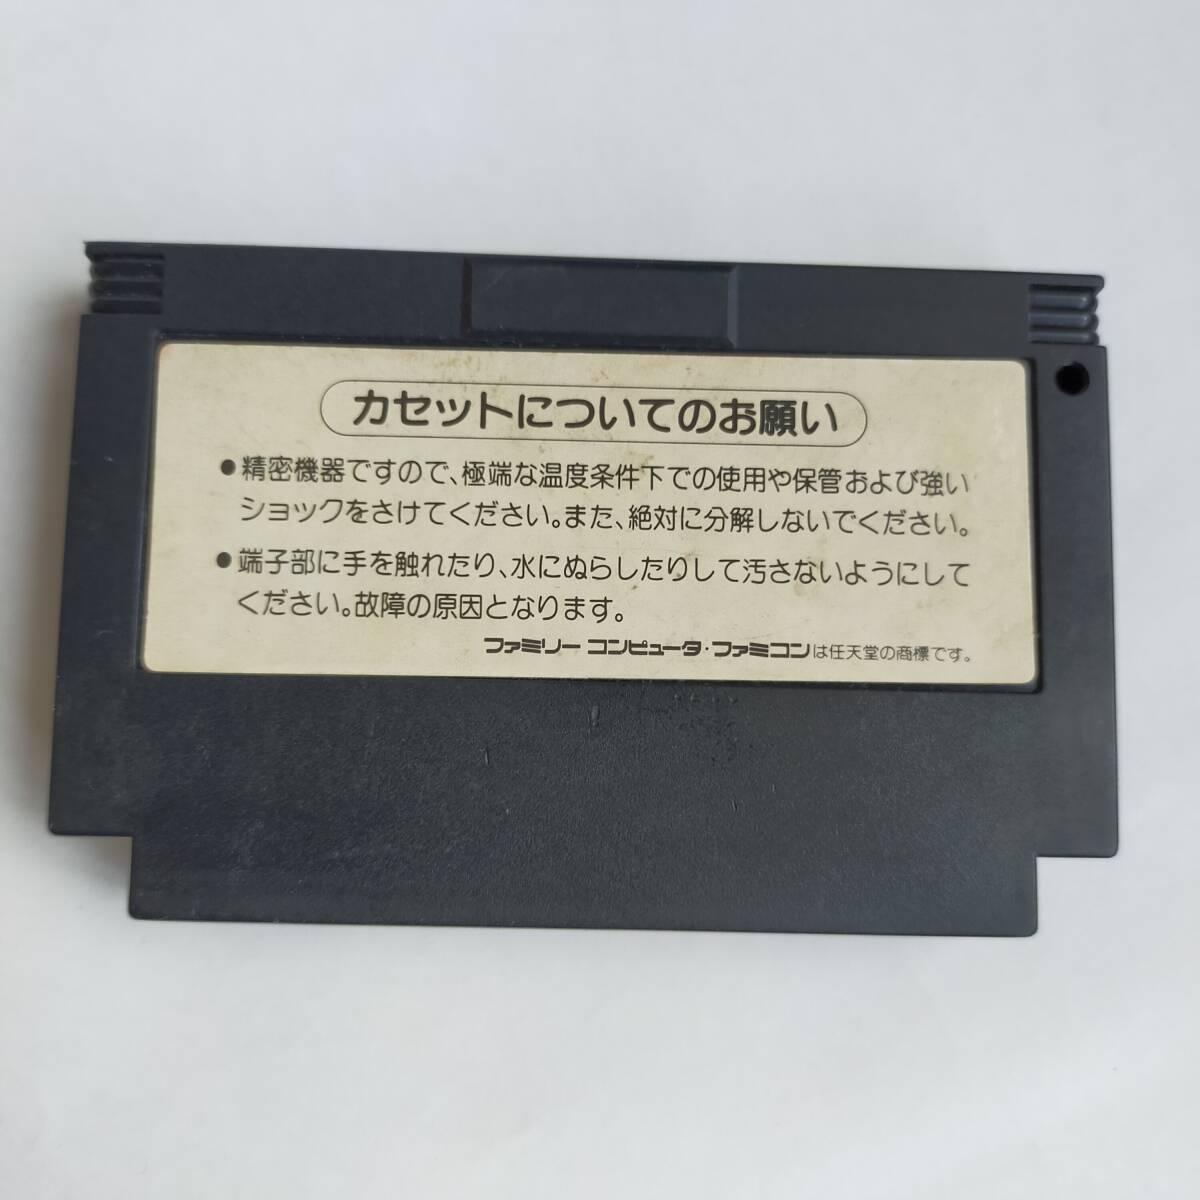 カセットについてのお願い
●精密機器ですので、極端な温度条件下での使用や保管および強い
ショックをさけてください。また、絶対に分解しないでください。
●端子部に手を触れたり、水にぬらしたりして汚さないようにして
ください。故障の原因となります。
ファミリー コンピュータ・ファミコンは任天堂の商標です。